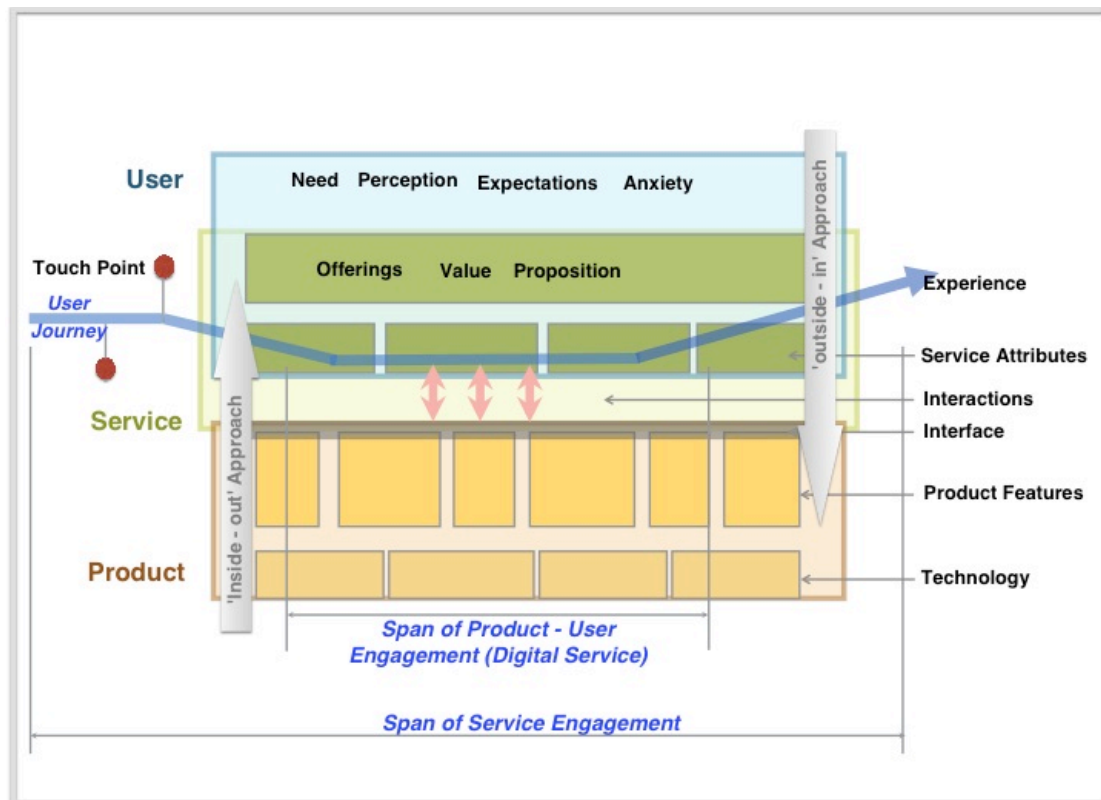 User
Need Perception Expectations Anxiety
Touch Point
Offerings Value Proposition
User
Journey
Experience
Service Attributes
Interactions
Service
Interface
'Inside - out' Approach
'outside - in' Approach
Product Features
Product
Technology
Span of Product - User
Engagement (Digital Service)
Span of Service Engagement